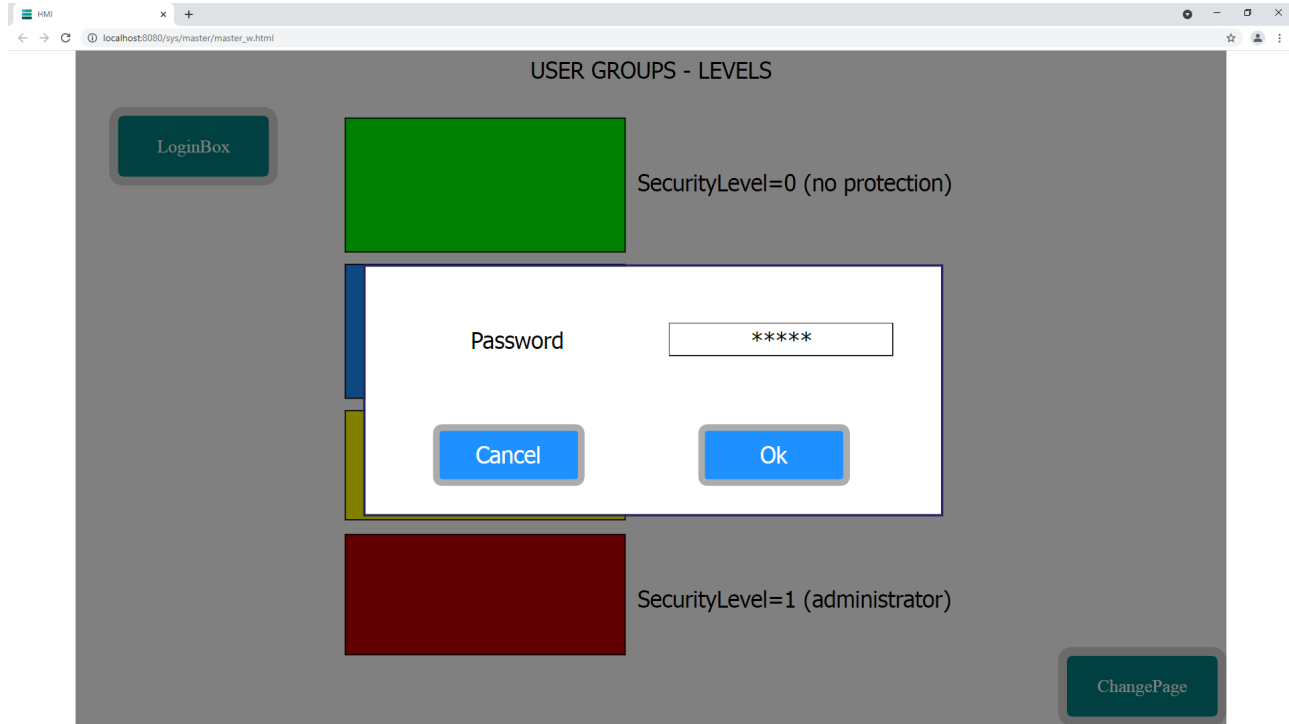 HMI
localhost:8080/sys/master/master_w.html
USER GROUPS - LEVELS
LoginBox
SecurityLevel=0 (no protection)
Password *****
Cancel Ok
SecurityLevel=1 (administrator)
ChangePage